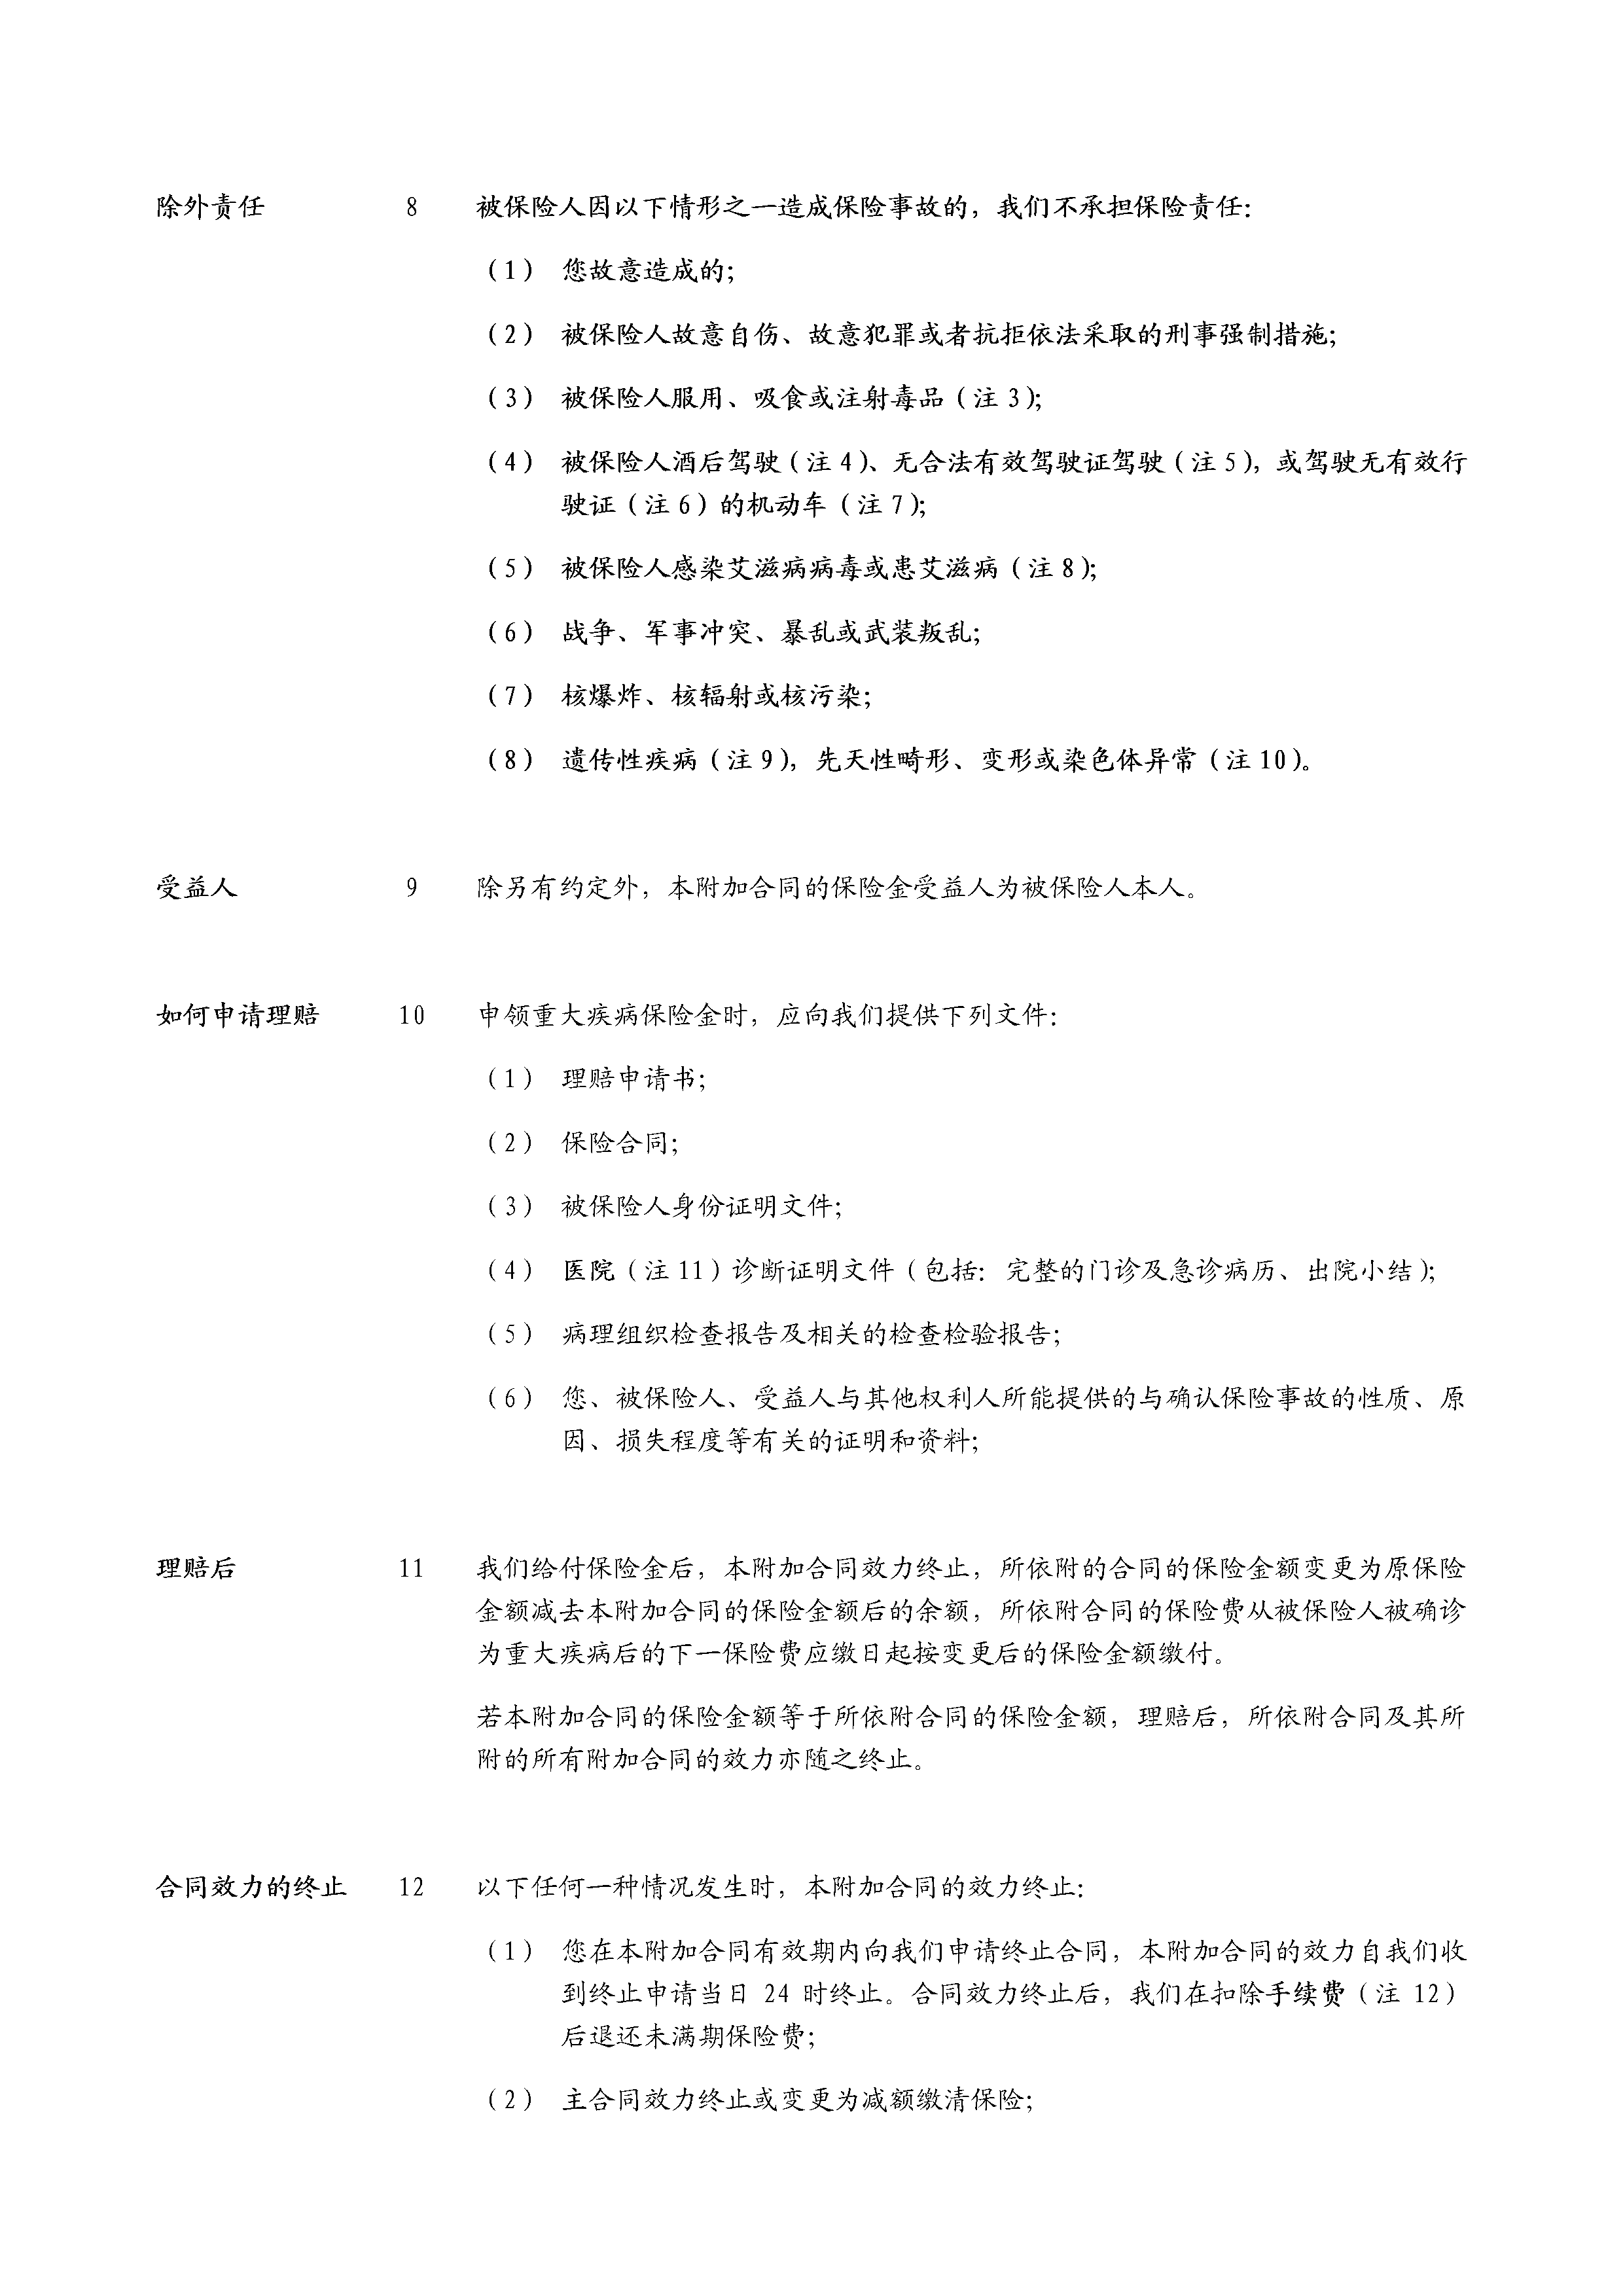 除外责任 8 被保险人因以下情形之一造成保险事故的，我们不承担保险责任：
（1） 您故意造成的；
（2） 被保险人故意自伤、故意犯罪或者抗拒依法采取的刑事强制措施；
（3） 被保险人服用、吸食或注射毒品（注 3）；
（4） 被保险人酒后驾驶（注 4）、无合法有效驾驶证驾驶（注 5），或驾驶无有效行
驶证（注 6）的机动车（注 7）；
（5） 被保险人感染艾滋病病毒或患艾滋病（注 8）；
（6） 战争、军事冲突、暴乱或武装叛乱；
（7） 核爆炸、核辐射或核污染；
（8） 遗传性疾病（注 9），先天性畸形、变形或染色体异常（注 10）。
受益人 9 除另有约定外，本附加合同的保险金受益人为被保险人本人。
如何申请理赔 10 申领重大疾病保险金时，应向我们提供下列文件：
（1） 理赔申请书；
（2） 保险合同；
（3） 被保险人身份证明文件；
（4） 医院（注 11）诊断证明文件（包括：完整的门诊及急诊病历、出院小结）；
（5） 病理组织检查报告及相关的检查检验报告；
（6） 您、被保险人、受益人与其他权利人所能提供的与确认保险事故的性质、原
因、损失程度等有关的证明和资料；
理赔后 11 我们给付保险金后，本附加合同效力终止，所依附的合同的保险金额变更为原保险
金额减去本附加合同的保险金额后的余额，所依附合同的保险费从被保险人被确诊
为重大疾病后的下一保险费应缴日起按变更后的保险金额缴付。
若本附加合同的保险金额等于所依附合同的保险金额，理赔后，所依附合同及其所
附的所有附加合同的效力亦随之终止。
合同效力的终止 12 以下任何一种情况发生时，本附加合同的效力终止：
（1） 您在本附加合同有效期内向我们申请终止合同，本附加合同的效力自我们收
到终止申请当日 24 时终止。合同效力终止后，我们在扣除手续费（注 12）
后退还未满期保险费；
（2） 主合同效力终止或变更为减额缴清保险；